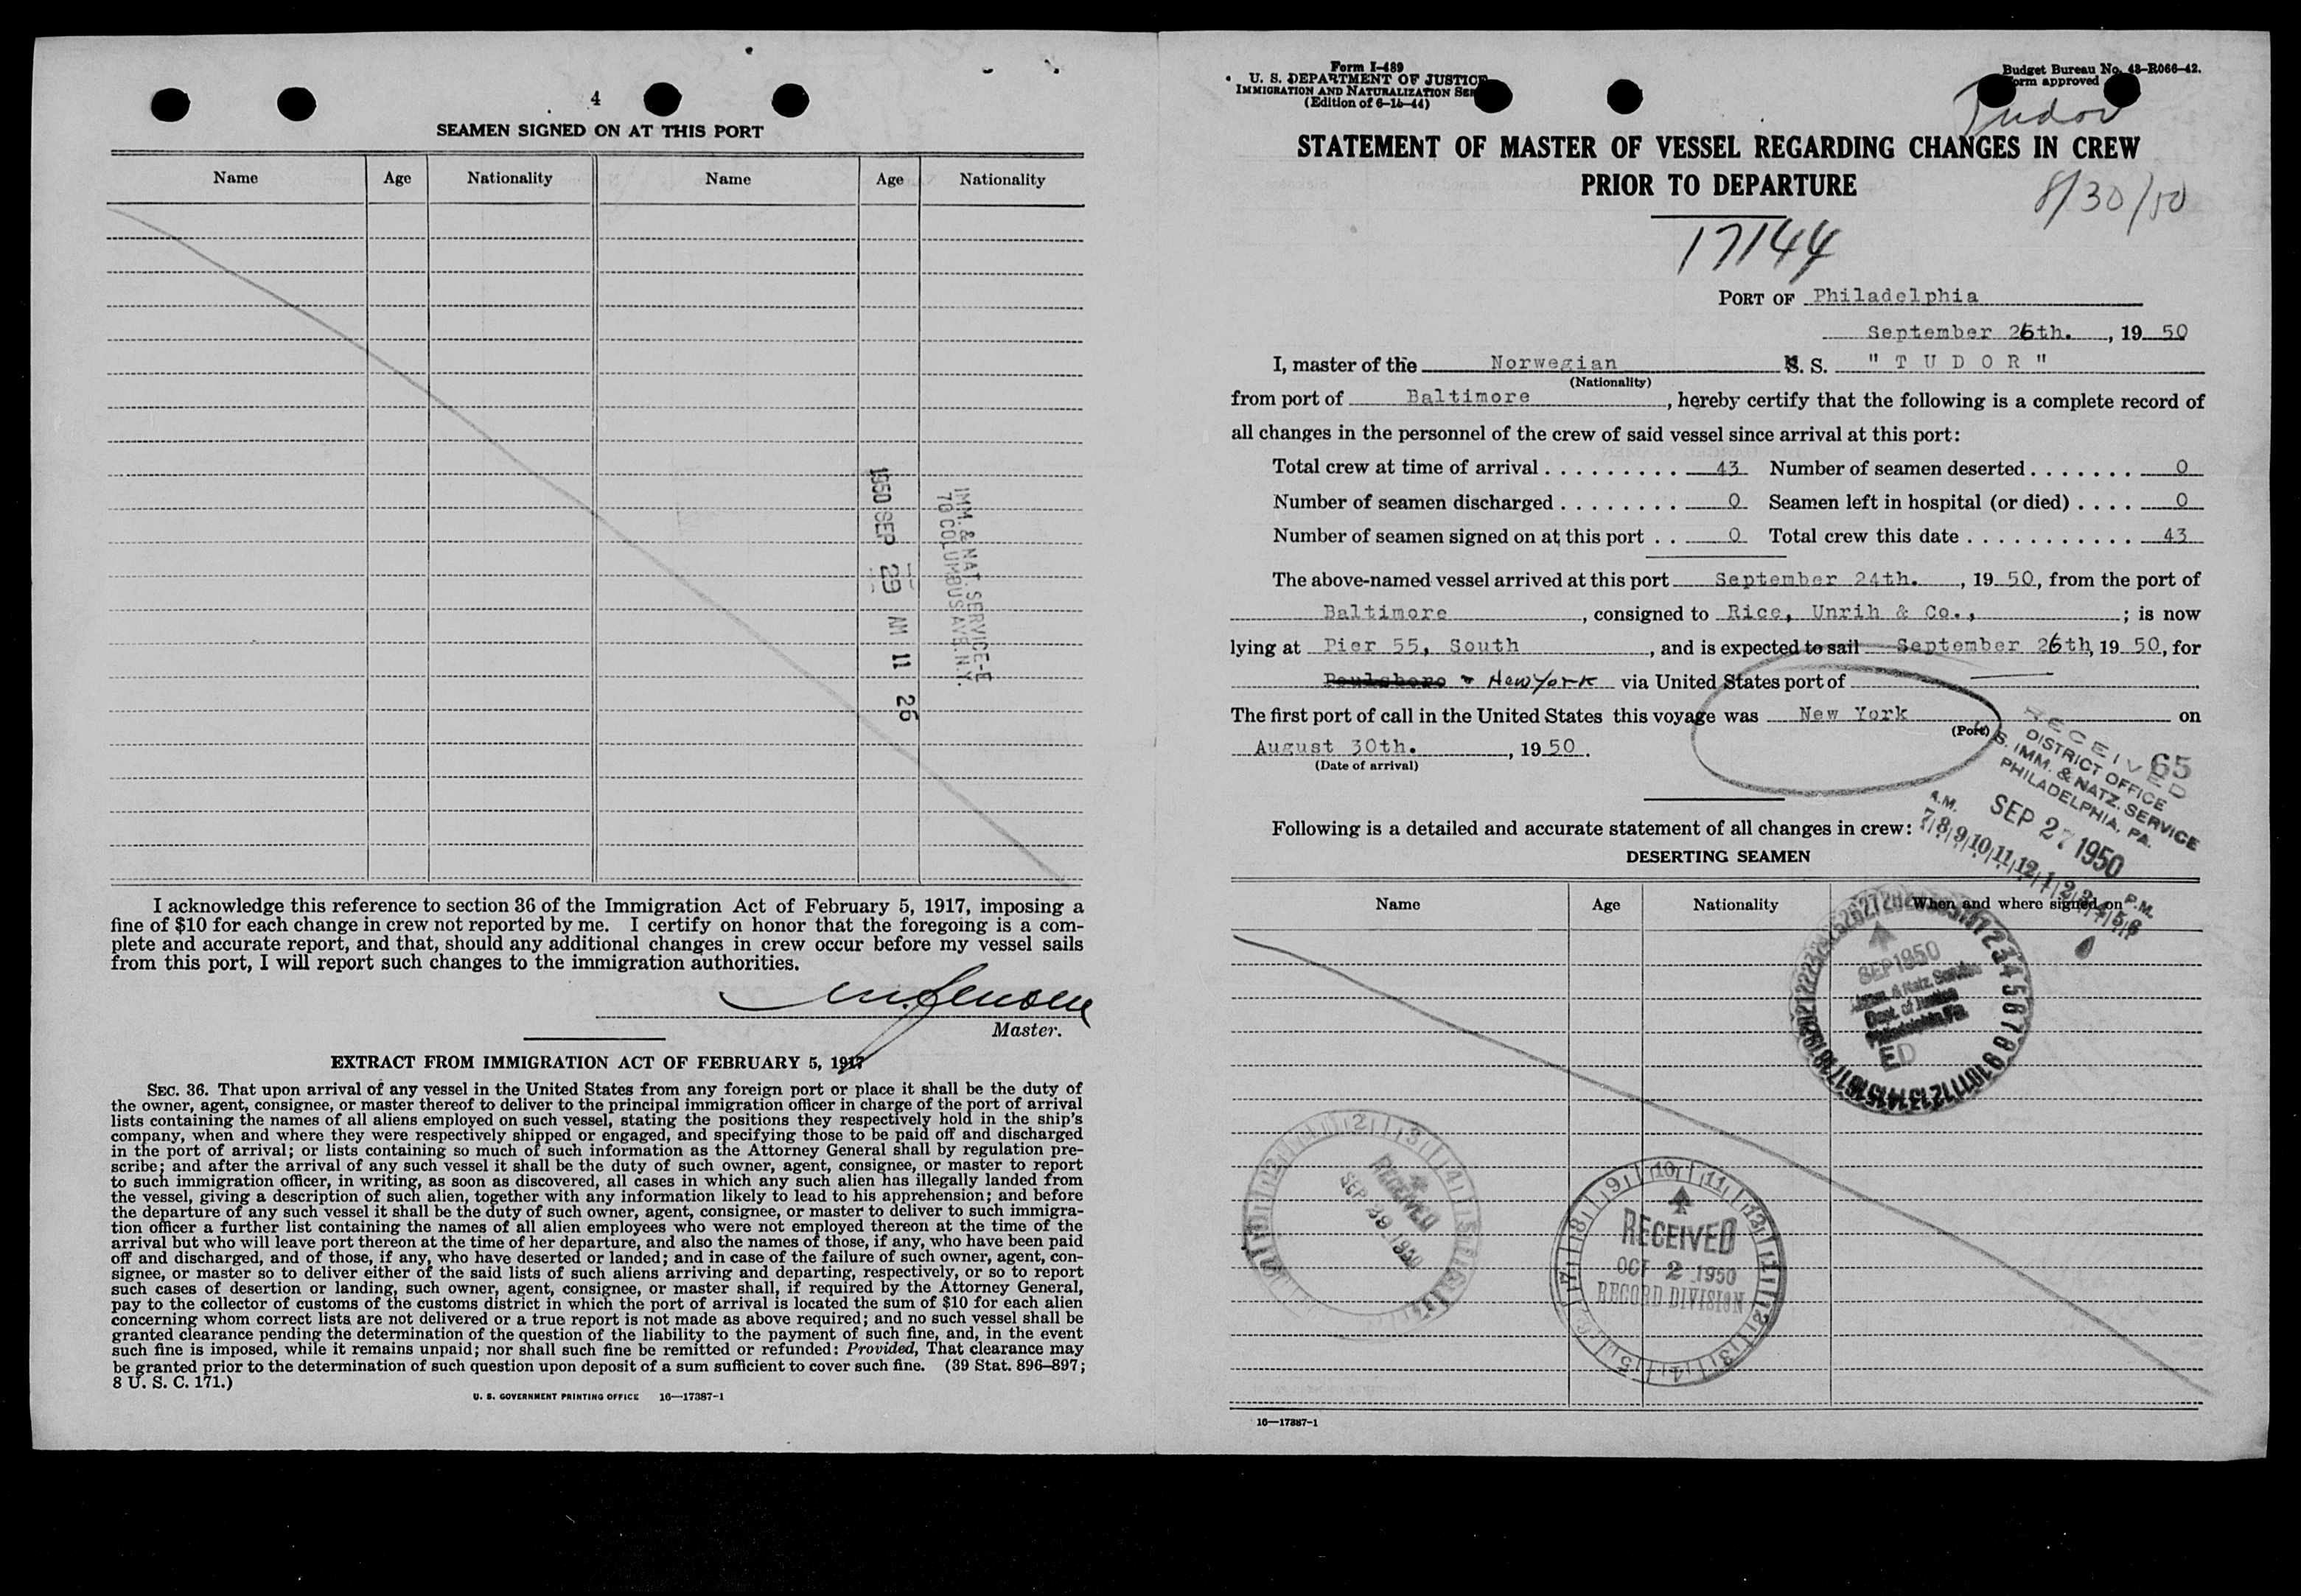 4
SEAMEN SIGNED ON AT THIS PORT
Name Age Nationality Name Age Nationality
1950 SEP 29 AM 11 26
IMM. & NAT. SERVICE-E
70 COLUMBUS AVE. N.Y.
I acknowledge this reference to section 36 of the Immigration Act of February 5, 1917, imposing a
fine of $10 for each change in crew not reported by me. I certify on honor that the foregoing is a com-
plete and accurate report, and that, should any additional changes in crew occur before my vessel sails
from this port, I will report such changes to the immigration authorities.
Master.
EXTRACT FROM IMMIGRATION ACT OF FEBRUARY 5, 1917
SEC. 36. That upon arrival of any vessel in the United States from any foreign port or place it shall be the duty of
the owner, agent, consignee, or master thereof to deliver to the principal immigration officer in charge of the port of arrival
lists containing the names of all aliens employed on such vessel, stating the positions they respectively hold in the ship's
company, when and where they were respectively shipped or engaged, and specifying those to be paid off and discharged
in the port of arrival; or lists containing so much of such information as the Attorney General shall by regulation pre-
scribe; and after the arrival of any such vessel it shall be the duty of such owner, agent, consignee, or master to report
to such immigration officer, in writing, as soon as discovered, all cases in which any such alien has illegally landed from
the vessel, giving a description of such alien, together with any information likely to lead to his apprehension; and before
the departure of any such vessel it shall be the duty of such owner, agent, consignee, or master to deliver to such immigra-
tion officer a further list containing the names of all alien employees who were not employed thereon at the time of the
arrival but who will leave port thereon at the time of her departure, and also the names of those, if any, who have been paid
off and discharged, and of those, if any, who have deserted or landed; and in case of the failure of such owner, agent, con-
signee, or master so to deliver either of the said lists of such aliens arriving and departing, respectively, or so to report
such cases of desertion or landing, such owner, agent, consignee, or master shall, if required by the Attorney General,
pay to the collector of customs of the customs district in which the port of arrival is located the sum of $10 for each alien
concerning whom correct lists are not delivered or a true report is not made as above required; and no such vessel shall be
granted clearance pending the determination of the question of the liability to the payment of such fine, and, in the event
such fine is imposed, while it remains unpaid; nor shall such fine be remitted or refunded: Provided, That clearance may
be granted prior to the determination of such question upon deposit of a sum sufficient to cover such fine. (39 Stat. 896–897;
8 U. S. C. 171.)
U. S. GOVERNMENT PRINTING OFFICE 16—17387-1
Form I-489
U. S. DEPARTMENT OF JUSTICE
IMMIGRATION AND NATURALIZATION SER
(Edition of 6-15-44)
Budget Bureau No. 43-R066-42.
orm approved
Tudor
STATEMENT OF MASTER OF VESSEL REGARDING CHANGES IN CREW
PRIOR TO DEPARTURE
8/30/50
17144
PORT OF Philadelphia
September 26th., 19 50
I, master of the Norwegian S. S. " T U D O R "
(Nationality)
from port of Baltimore, hereby certify that the following is a complete record of
all changes in the personnel of the crew of said vessel since arrival at this port:
Total crew at time of arrival . . . . . . . . . 43 Number of seamen deserted . . . . . . . 0
Number of seamen discharged . . . . . . . . 0 Seamen left in hospital (or died) . . . . 0
Number of seamen signed on at this port . . 0 Total crew this date . . . . . . . . . . . 43
The above-named vessel arrived at this port September 24th., 19 50, from the port of
Baltimore, consigned to Rice, Unrih & Co.,; is now
lying at Pier 55, South, and is expected to sail September 26th, 19 50, for
Paulsboro New York via United States port of
The first port of call in the United States this voyage was New York on
(Port)
August 30th., 19 50.
(Date of arrival)
RECEIVED 65
DISTRICT OFFICE
S. IMM. & NATZ. SERVICE
PHILADELPHIA, PA.
SEP 27 1950
A.M. 7 8 9 10 11 12 1 2 3 4 5 6 P.M.
Following is a detailed and accurate statement of all changes in crew:
DESERTING SEAMEN
Name Age Nationality When and where signed on
SEP 1950
Imm. & Natz. Service
Dept. of Justice
Philadelphia, Pa.
ED
RECEIVED
SEP 29 1950
RECEIVED
OCT 2 1950
RECORD DIVISION
16—17387-1